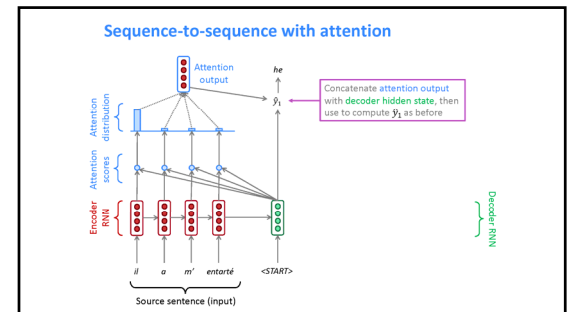 Sequence-to-sequence with attention
Attention
output
he
ŷ₁
Concatenate attention output
with decoder hidden state, then
use to compute ŷ₁ as before
Attention
distribution
Attention
scores
Encoder
RNN
Decoder RNN
il a m’ entarté <START>
Source sentence (input)